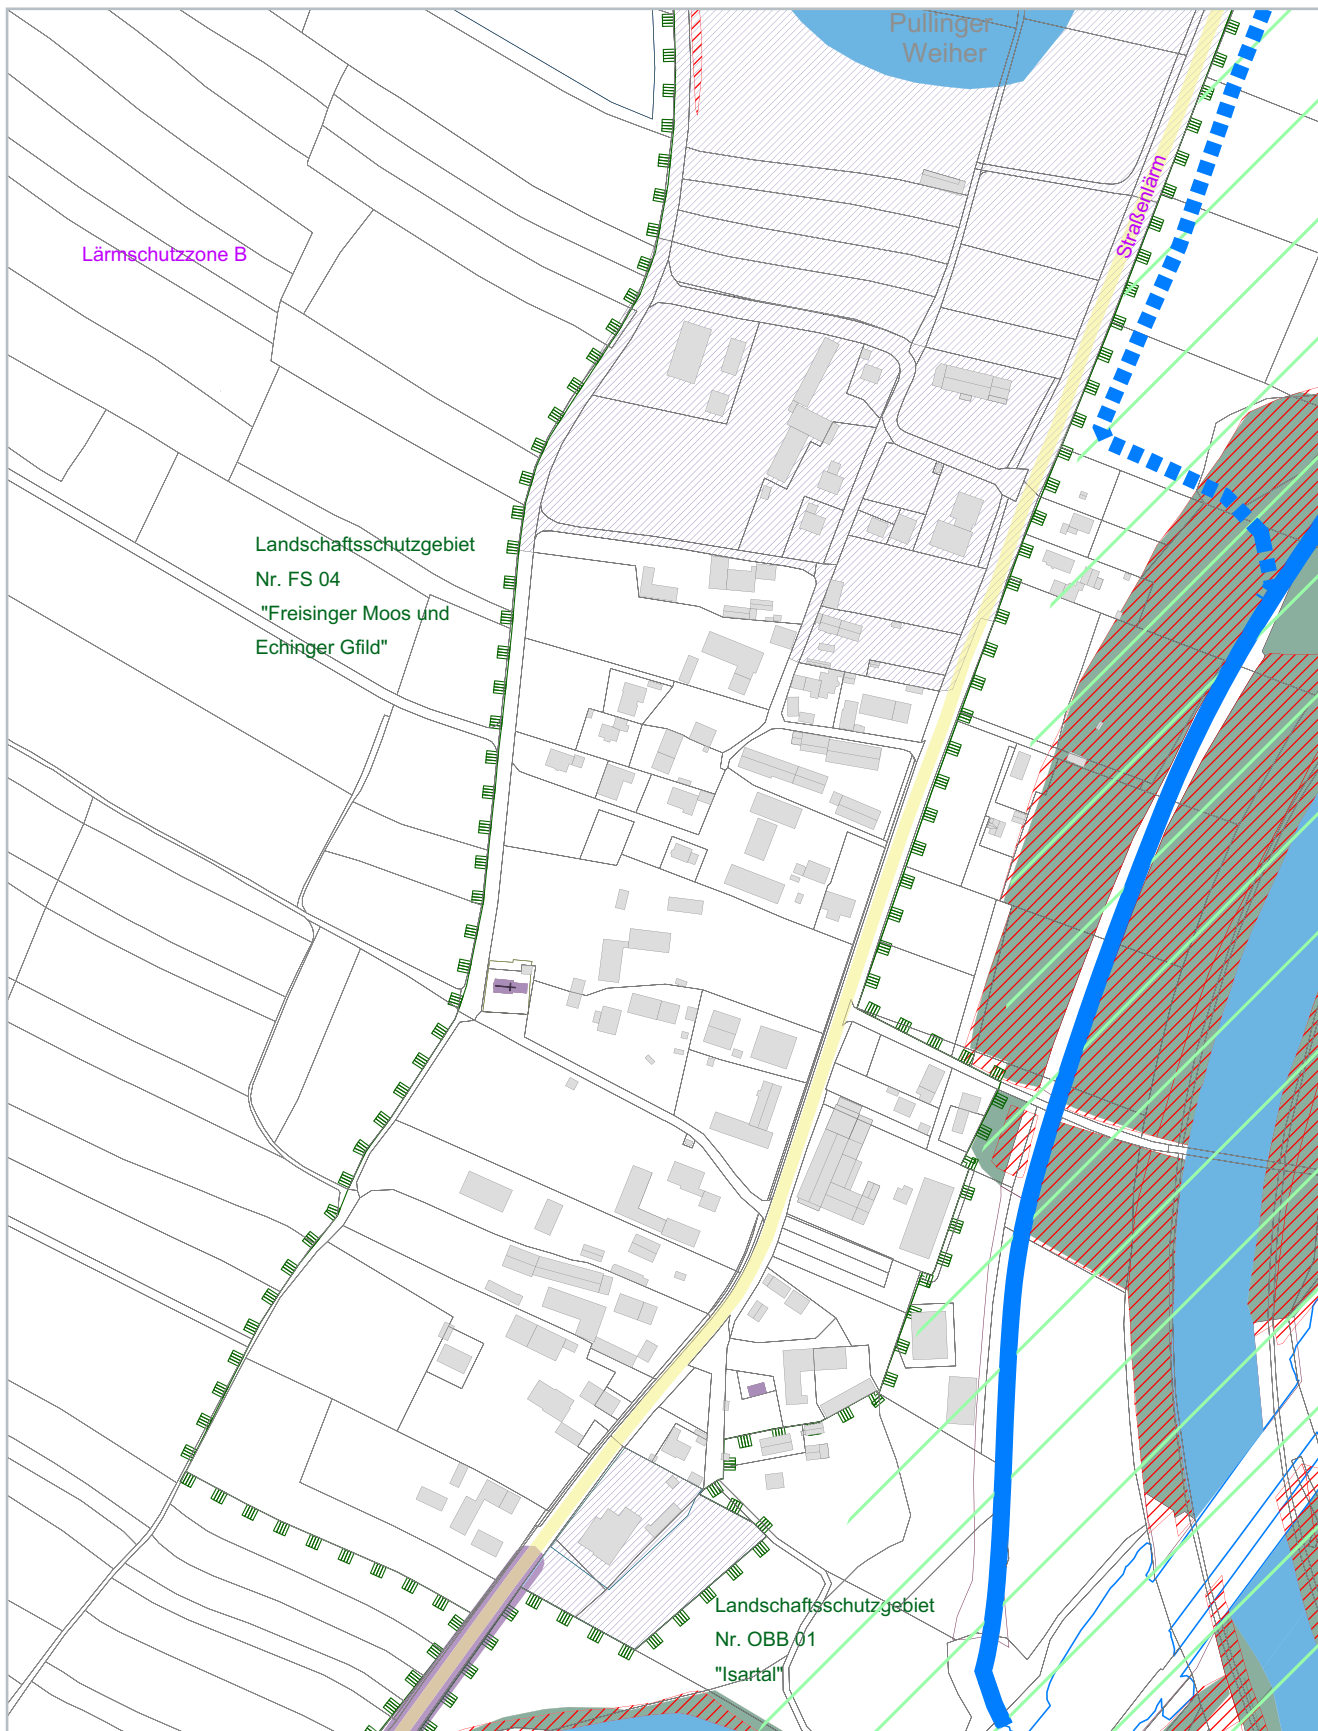 Pullinger
Weiher
Straßenlärm
Lärmschutzzone B
Landschaftsschutzgebiet
Nr. FS 04
"Freisinger Moos und
Echinger Gfild"
Landschaftsschutzgebiet
Nr. OBB 01
"Isartal"